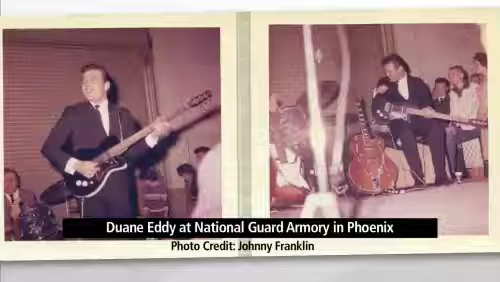 Duane Eddy at National Guard Armory in Phoenix
Photo Credit: Johnny Franklin